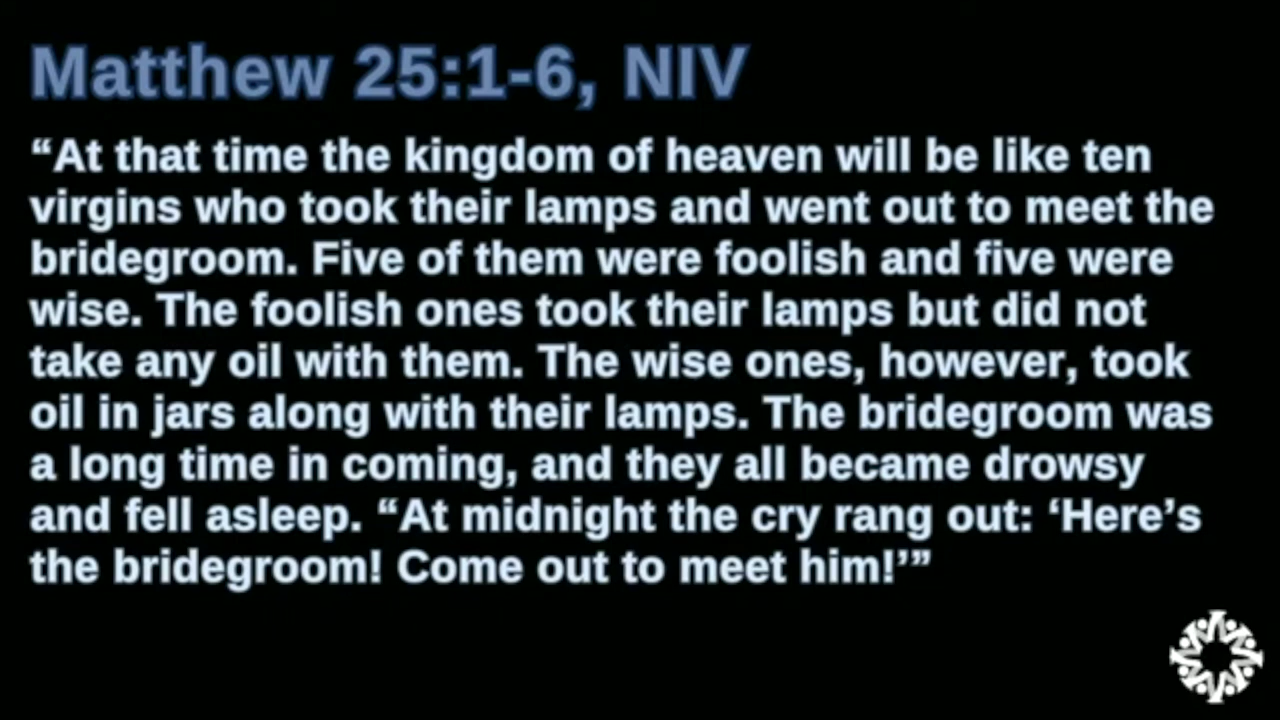 Matthew 25:1-6, NIV
“At that time the kingdom of heaven will be like ten
virgins who took their lamps and went out to meet the
bridegroom. Five of them were foolish and five were
wise. The foolish ones took their lamps but did not
take any oil with them. The wise ones, however, took
oil in jars along with their lamps. The bridegroom was
a long time in coming, and they all became drowsy
and fell asleep. “At midnight the cry rang out: ‘Here’s
the bridegroom! Come out to meet him!’”